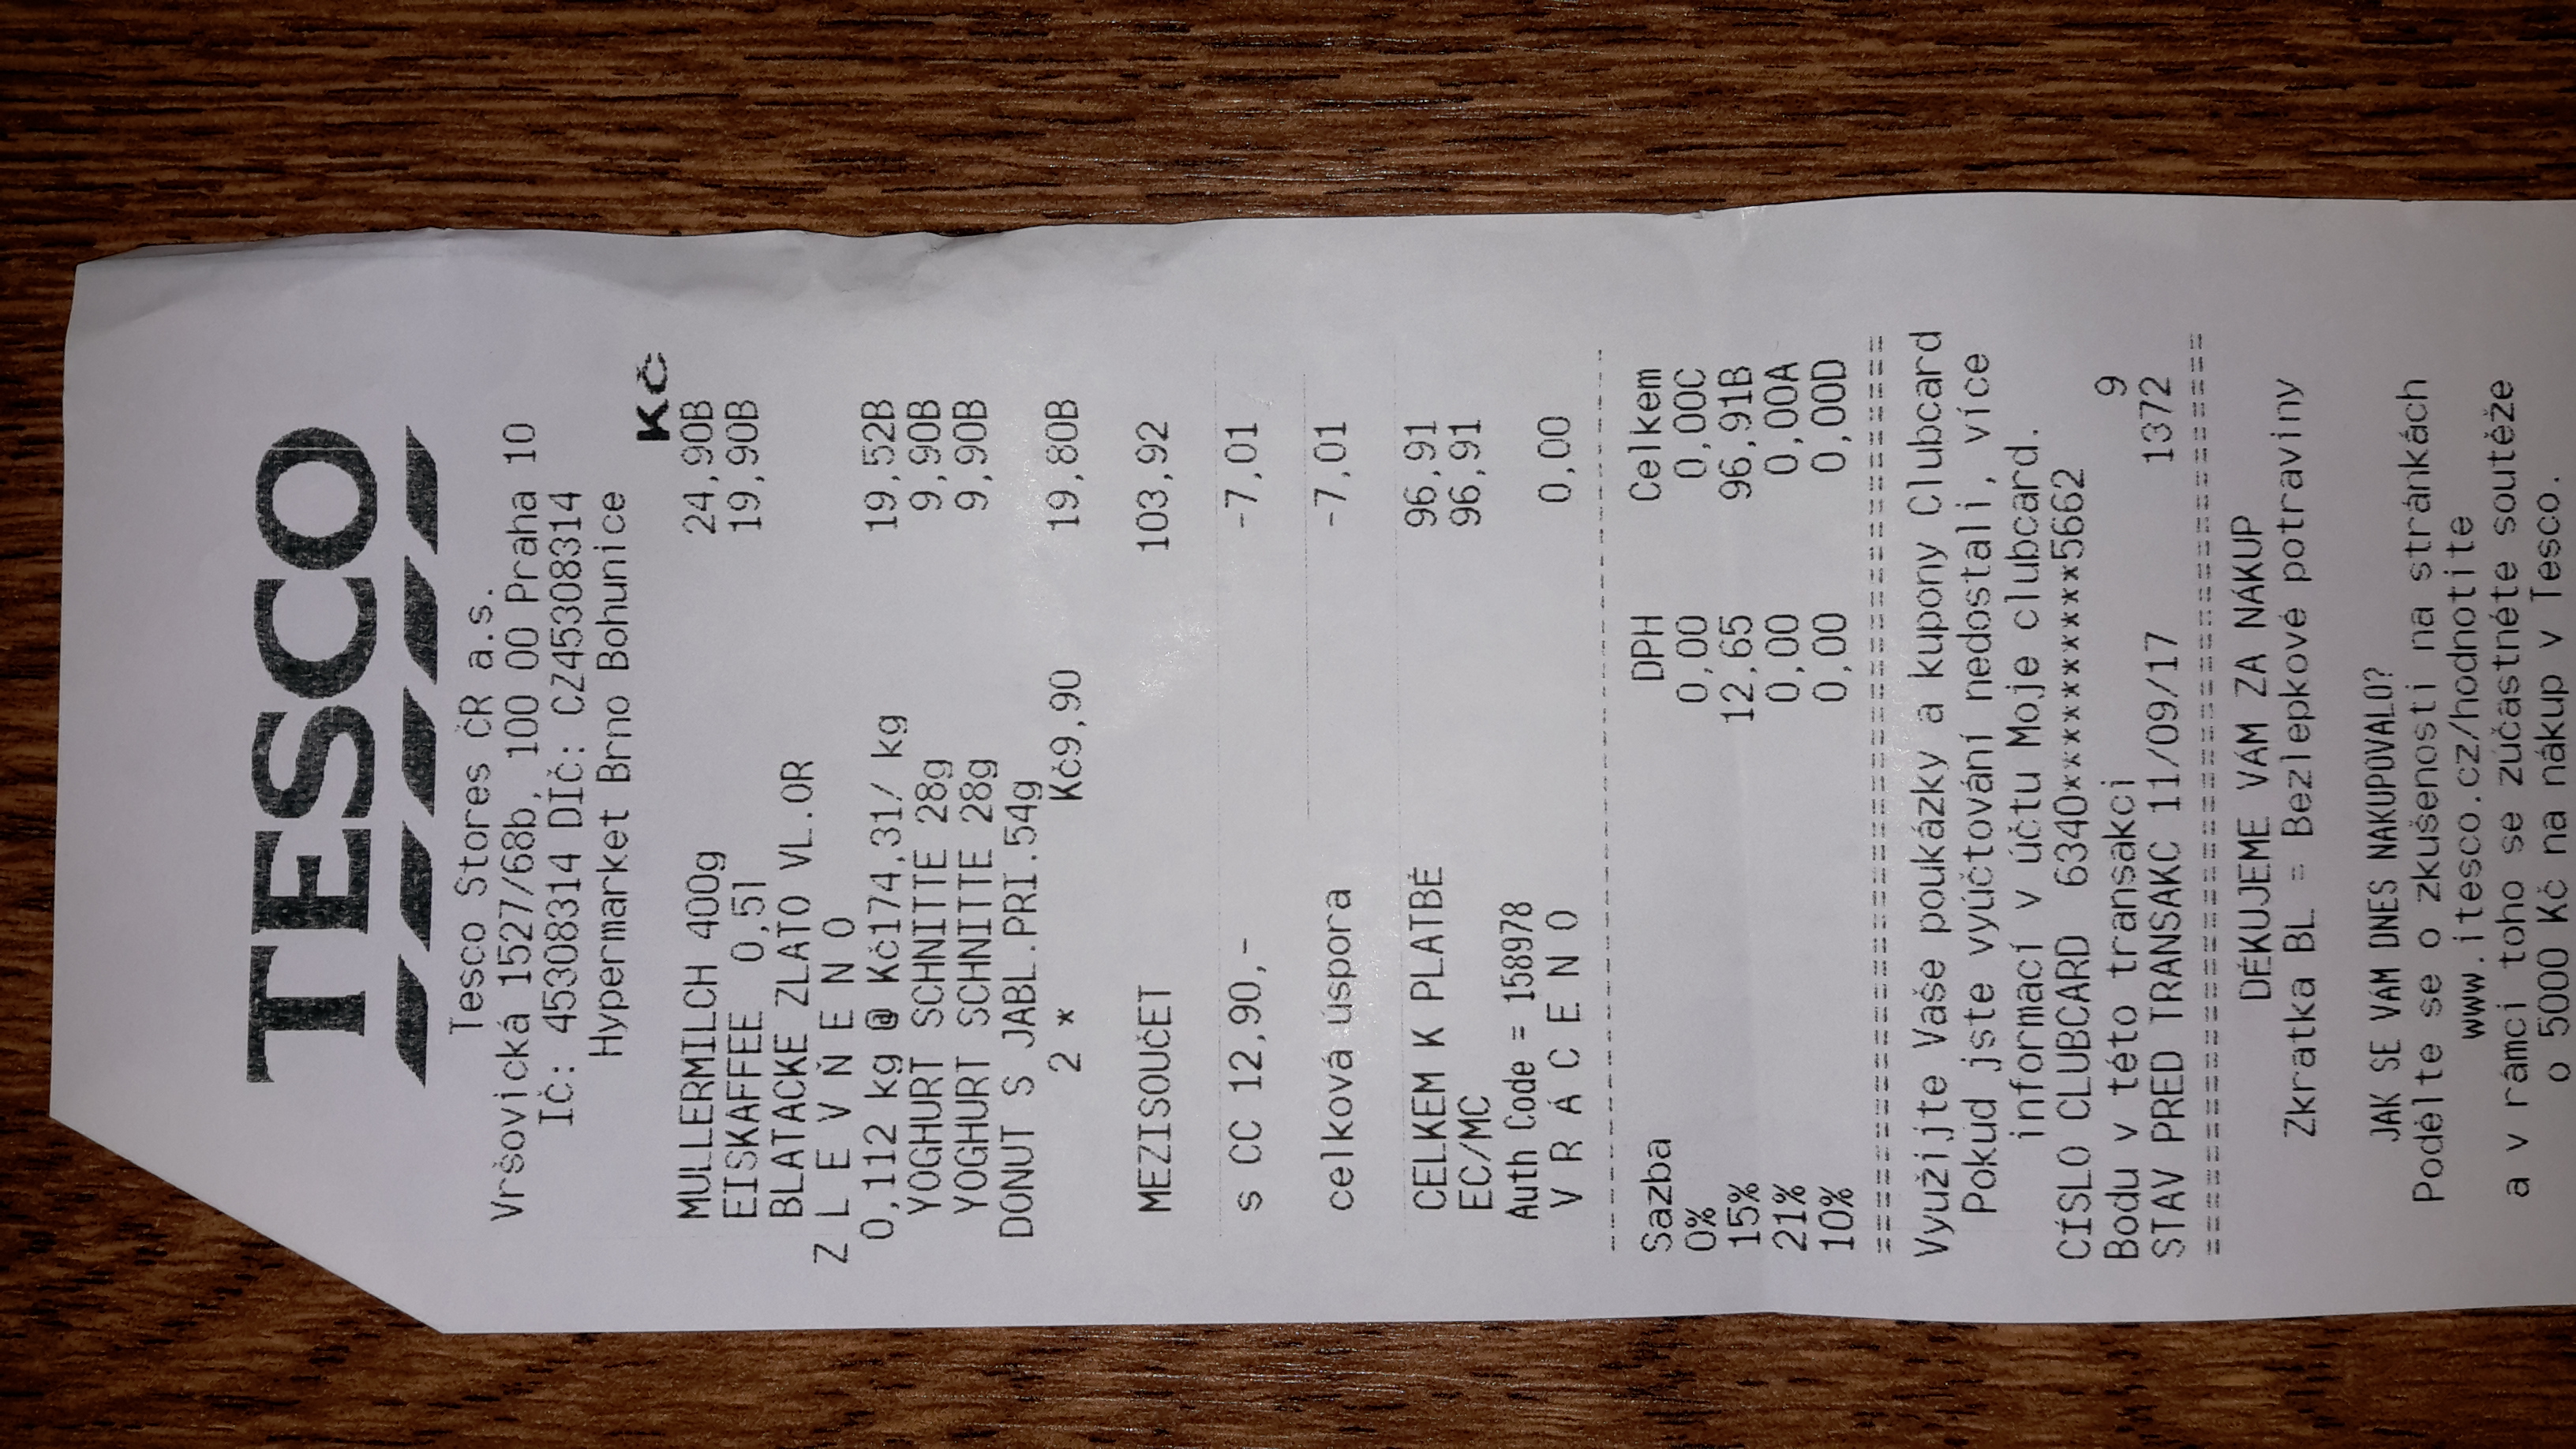 TESCO
Tesco Stores ČR a.s.
Vršovická 1527/68b, 100 00 Praha 10
IČ: 45308314 DIČ: CZ45308314
Hypermarket Brno Bohunice
Kč
MULLERMILCH 400g 24,90B
EISKAFFEE 0,5l 19,90B
BLATACKE ZLATO VL.OR
Z L E V Ň E N O
0,112 kg @ Kč174,31/ kg 19,52B
YOGHURT SCHNITTE 28g 9,90B
YOGHURT SCHNITTE 28g 9,90B
DONUT S JABL.PRI.54g
2 * Kč9,90 19,80B
MEZISOUČET 103,92
s CC 12,90,- -7,01
celková úspora -7,01
CELKEM K PLATBĚ 96,91
EC/MC 96,91
Auth Code = 158978
V R Á C E N O 0,00
Sazba DPH Celkem
0% 0,00 0,00C
15% 12,65 96,91B
21% 0,00 0,00A
10% 0,00 0,00D
Využijte Vaše poukázky a kupony Clubcard
Pokud jste vyúčtování nedostali, více
informací v účtu Moje clubcard.
CÍSLO CLUBCARD 6340**********5662
Bodu v této transakci 9
STAV PRED TRANSAKC 11/09/17 1372
DĚKUJEME VÁM ZA NÁKUP
Zkratka BL = Bezlepkové potraviny
JAK SE VÁM DNES NAKUPOVALO?
Podělte se o zkušenosti na stránkách
www.itesco.cz/hodnotite
a v rámci toho se zúčastněte soutěže
o 5000 Kč na nákup v Tesco.